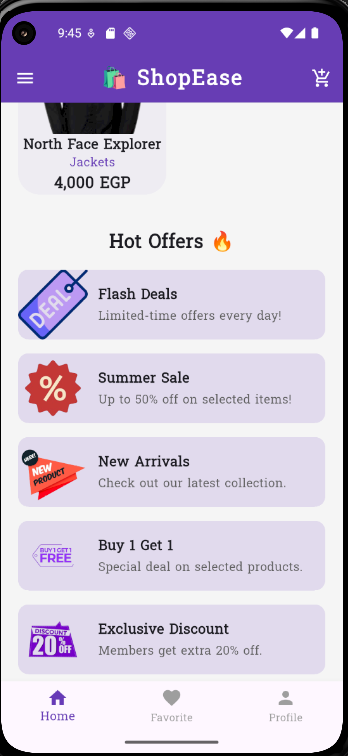 9:45
ShopEase
North Face Explorer
Jackets
4,000 EGP
Hot Offers 🔥
DEAL
Flash Deals
Limited-time offers every day!
%
Summer Sale
Up to 50% off on selected items!
NEW
PRODUCT
New Arrivals
Check out our latest collection.
BUY 1 GET 1
FREE
Buy 1 Get 1
Special deal on selected products.
DISCOUNT
20% OFF
Exclusive Discount
Members get extra 20% off.
Home
Favorite
Profile